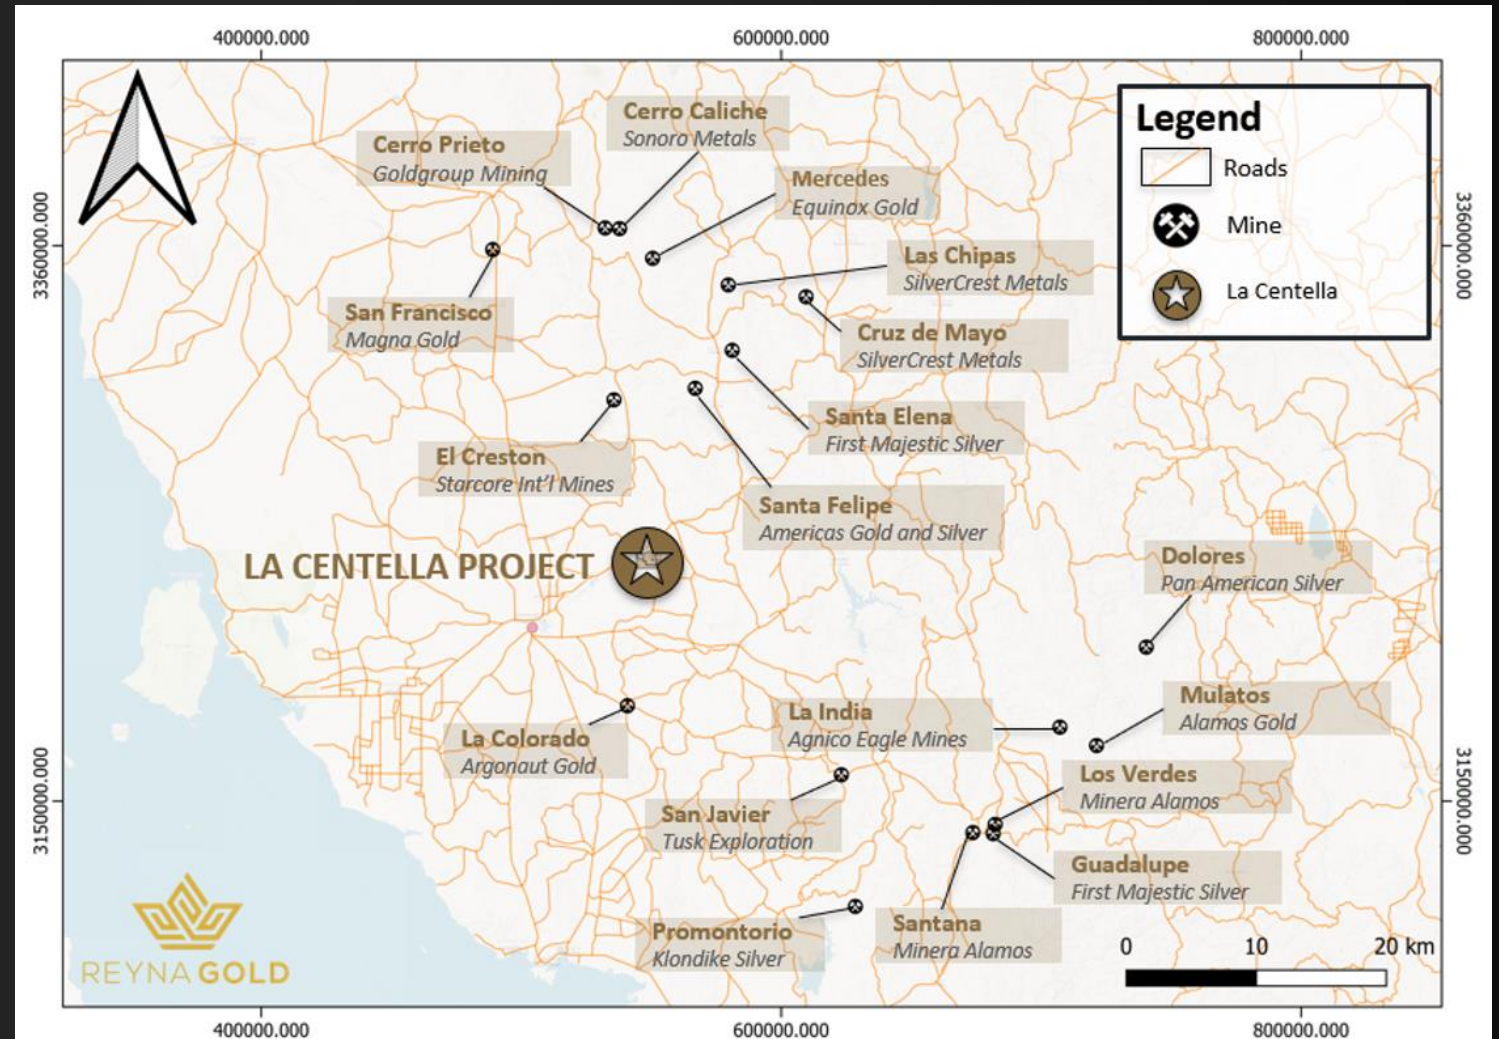 400000.000
600000.000
800000.000
3360000.000
3360000.000
3150000.000
3150000.000
Legend
Roads
Mine
La Centella
Cerro Caliche
Sonoro Metals
Cerro Prieto
Goldgroup Mining
Mercedes
Equinox Gold
Las Chipas
SilverCrest Metals
San Francisco
Magna Gold
Cruz de Mayo
SilverCrest Metals
Santa Elena
First Majestic Silver
El Creston
Starcore Int'l Mines
Santa Felipe
Americas Gold and Silver
LA CENTELLA PROJECT
Dolores
Pan American Silver
Mulatos
Alamos Gold
La India
Agnico Eagle Mines
La Colorado
Argonaut Gold
Los Verdes
Minera Alamos
San Javier
Tusk Exploration
Guadalupe
First Majestic Silver
Santana
Minera Alamos
Promontorio
Klondike Silver
0 10 20 km
REYNA GOLD
400000.000
600000.000
800000.000